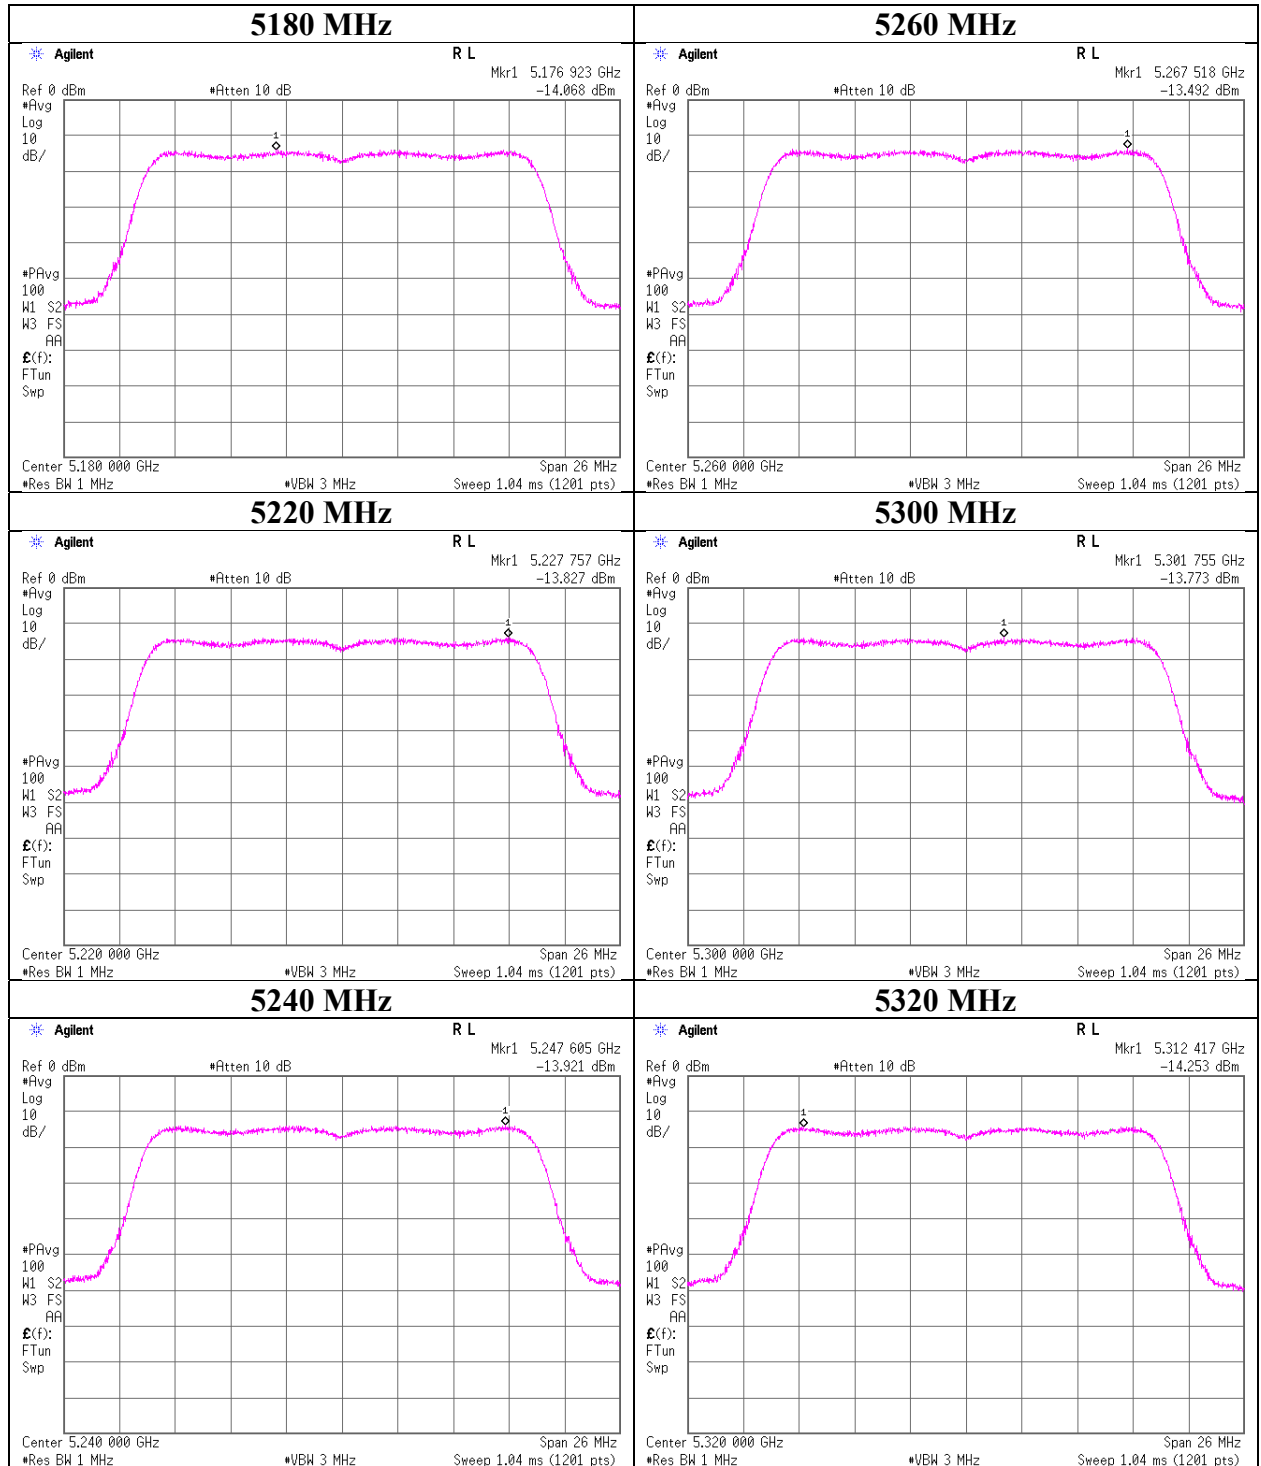 5180 MHz
Agilent R L
Mkr1 5.176 923 GHz
Ref 0 dBm #Atten 10 dB -14.068 dBm
#Avg
Log
10
dB/
1
#PAvg
100
W1 S2
W3 FS
AA
£(f):
FTun
Swp
Center 5.180 000 GHz Span 26 MHz
#Res BW 1 MHz #VBW 3 MHz Sweep 1.04 ms (1201 pts)
5260 MHz
Agilent R L
Mkr1 5.267 518 GHz
Ref 0 dBm #Atten 10 dB -13.492 dBm
#Avg
Log
10
dB/
1
#PAvg
100
W1 S2
W3 FS
AA
£(f):
FTun
Swp
Center 5.260 000 GHz Span 26 MHz
#Res BW 1 MHz #VBW 3 MHz Sweep 1.04 ms (1201 pts)
5220 MHz
Agilent R L
Mkr1 5.227 757 GHz
Ref 0 dBm #Atten 10 dB -13.827 dBm
#Avg
Log
10
dB/
1
#PAvg
100
W1 S2
W3 FS
AA
£(f):
FTun
Swp
Center 5.220 000 GHz Span 26 MHz
#Res BW 1 MHz #VBW 3 MHz Sweep 1.04 ms (1201 pts)
5300 MHz
Agilent R L
Mkr1 5.301 755 GHz
Ref 0 dBm #Atten 10 dB -13.773 dBm
#Avg
Log
10
dB/
1
#PAvg
100
W1 S2
W3 FS
AA
£(f):
FTun
Swp
Center 5.300 000 GHz Span 26 MHz
#Res BW 1 MHz #VBW 3 MHz Sweep 1.04 ms (1201 pts)
5240 MHz
Agilent R L
Mkr1 5.247 605 GHz
Ref 0 dBm #Atten 10 dB -13.921 dBm
#Avg
Log
10
dB/
1
#PAvg
100
W1 S2
W3 FS
AA
£(f):
FTun
Swp
Center 5.240 000 GHz Span 26 MHz
#Res BW 1 MHz #VBW 3 MHz Sweep 1.04 ms (1201 pts)
5320 MHz
Agilent R L
Mkr1 5.312 417 GHz
Ref 0 dBm #Atten 10 dB -14.253 dBm
#Avg
Log
10
dB/
1
#PAvg
100
W1 S2
W3 FS
AA
£(f):
FTun
Swp
Center 5.320 000 GHz Span 26 MHz
#Res BW 1 MHz #VBW 3 MHz Sweep 1.04 ms (1201 pts)